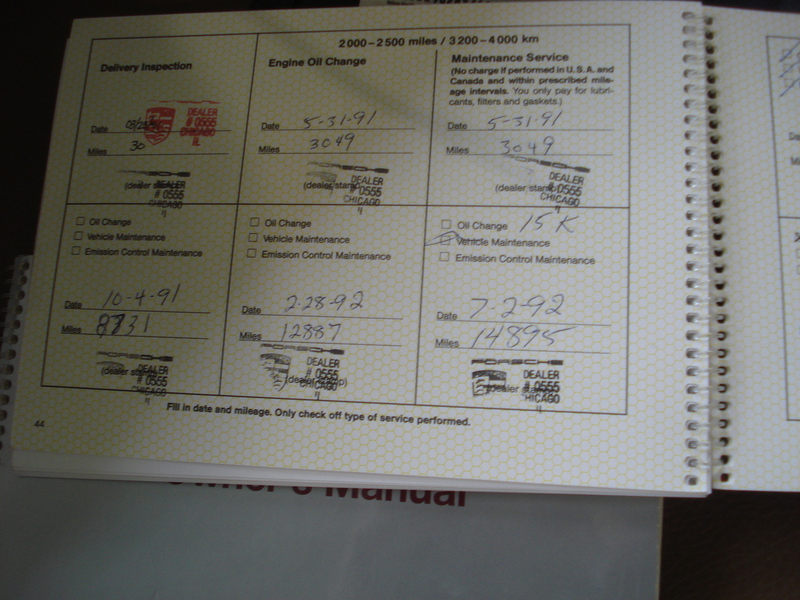 2000-2500 miles / 3200-4000 km
Delivery Inspection
DEALER
# 0555
CHICAGO
IL
Date
Miles 30
(dealer stamp)
DEALER
# 0555
CHICAGO
Engine Oil Change
Date 5-31-91
Miles 3049
(dealer stamp)
DEALER
# 0555
CHICAGO
Maintenance Service
(No charge if performed in U.S.A. and
Canada and within prescribed mile-
age intervals. You only pay for lubri-
cants, filters and gaskets.)
Date 5-31-91
Miles 3049
(dealer stamp)
DEALER
# 0555
CHICAGO
Oil Change
Vehicle Maintenance
Emission Control Maintenance
Date 10-4-91
Miles 8731
(dealer stamp)
DEALER
# 0555
CHICAGO
Oil Change
Vehicle Maintenance
Emission Control Maintenance
Date 2-28-92
Miles 12887
(dealer stamp)
DEALER
# 0555
CHICAGO
Oil Change 15K
Vehicle Maintenance
Emission Control Maintenance
Date 7-2-92
Miles 14895
PORSCHE
(dealer stamp)
DEALER
# 0555
CHICAGO
Fill in date and mileage. Only check off type of service performed.
44
Owner's Manual